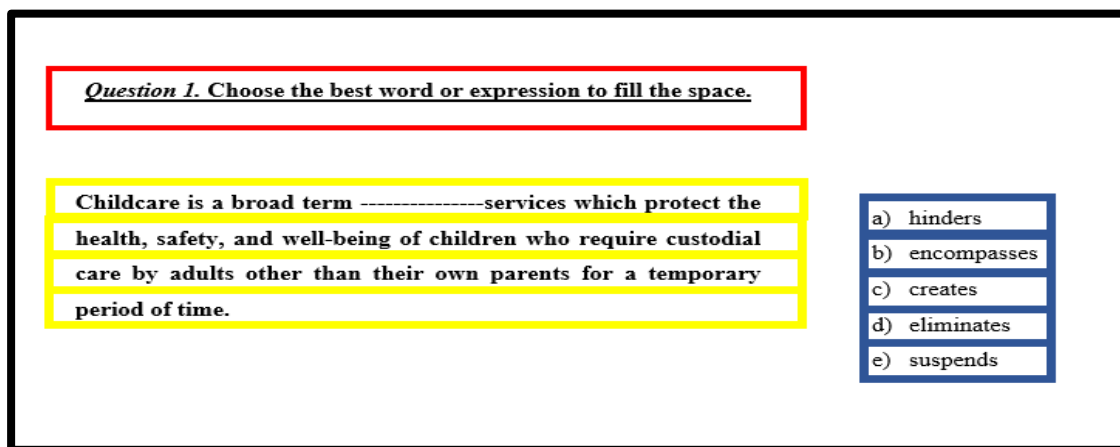 Question 1. Choose the best word or expression to fill the space.
Childcare is a broad term ---------------services which protect the
health, safety, and well-being of children who require custodial
care by adults other than their own parents for a temporary
period of time.
a) hinders
b) encompasses
c) creates
d) eliminates
e) suspends